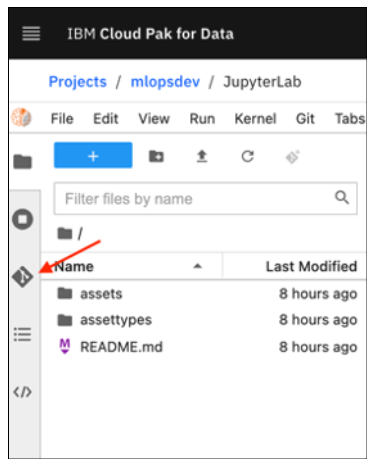 IBM Cloud Pak for Data
Projects / mlopsdev / JupyterLab
File Edit View Run Kernel Git Tabs
+
Filter files by name
/
Name Last Modified
assets 8 hours ago
assettypes 8 hours ago
README.md 8 hours ago